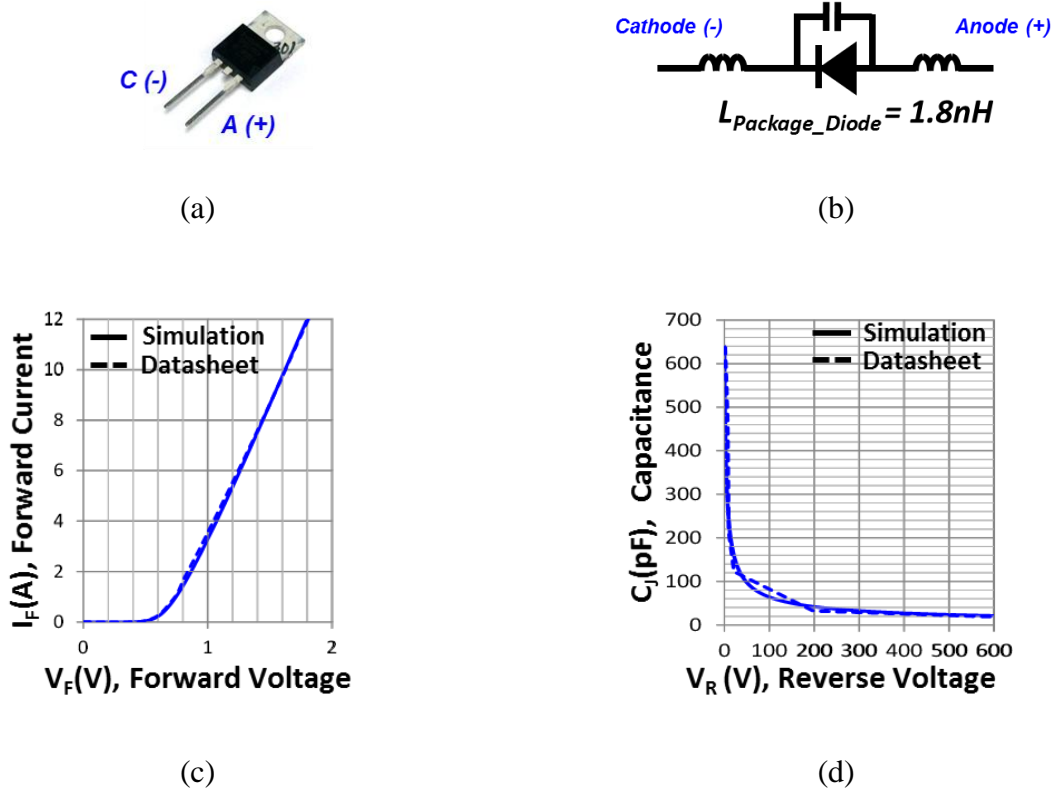 C (-)
A (+)
301
(a)
Cathode (-)
Anode (+)
LPackage_Diode = 1.8nH
(b)
IF(A), Forward Current
12
10
8
6
4
2
0
Simulation
Datasheet
0 1 2
VF(V), Forward Voltage
(c)
CJ(pF), Capacitance
700
600
500
400
300
200
100
0
Simulation
Datasheet
0 100 200 300 400 500 600
VR (V), Reverse Voltage
(d)